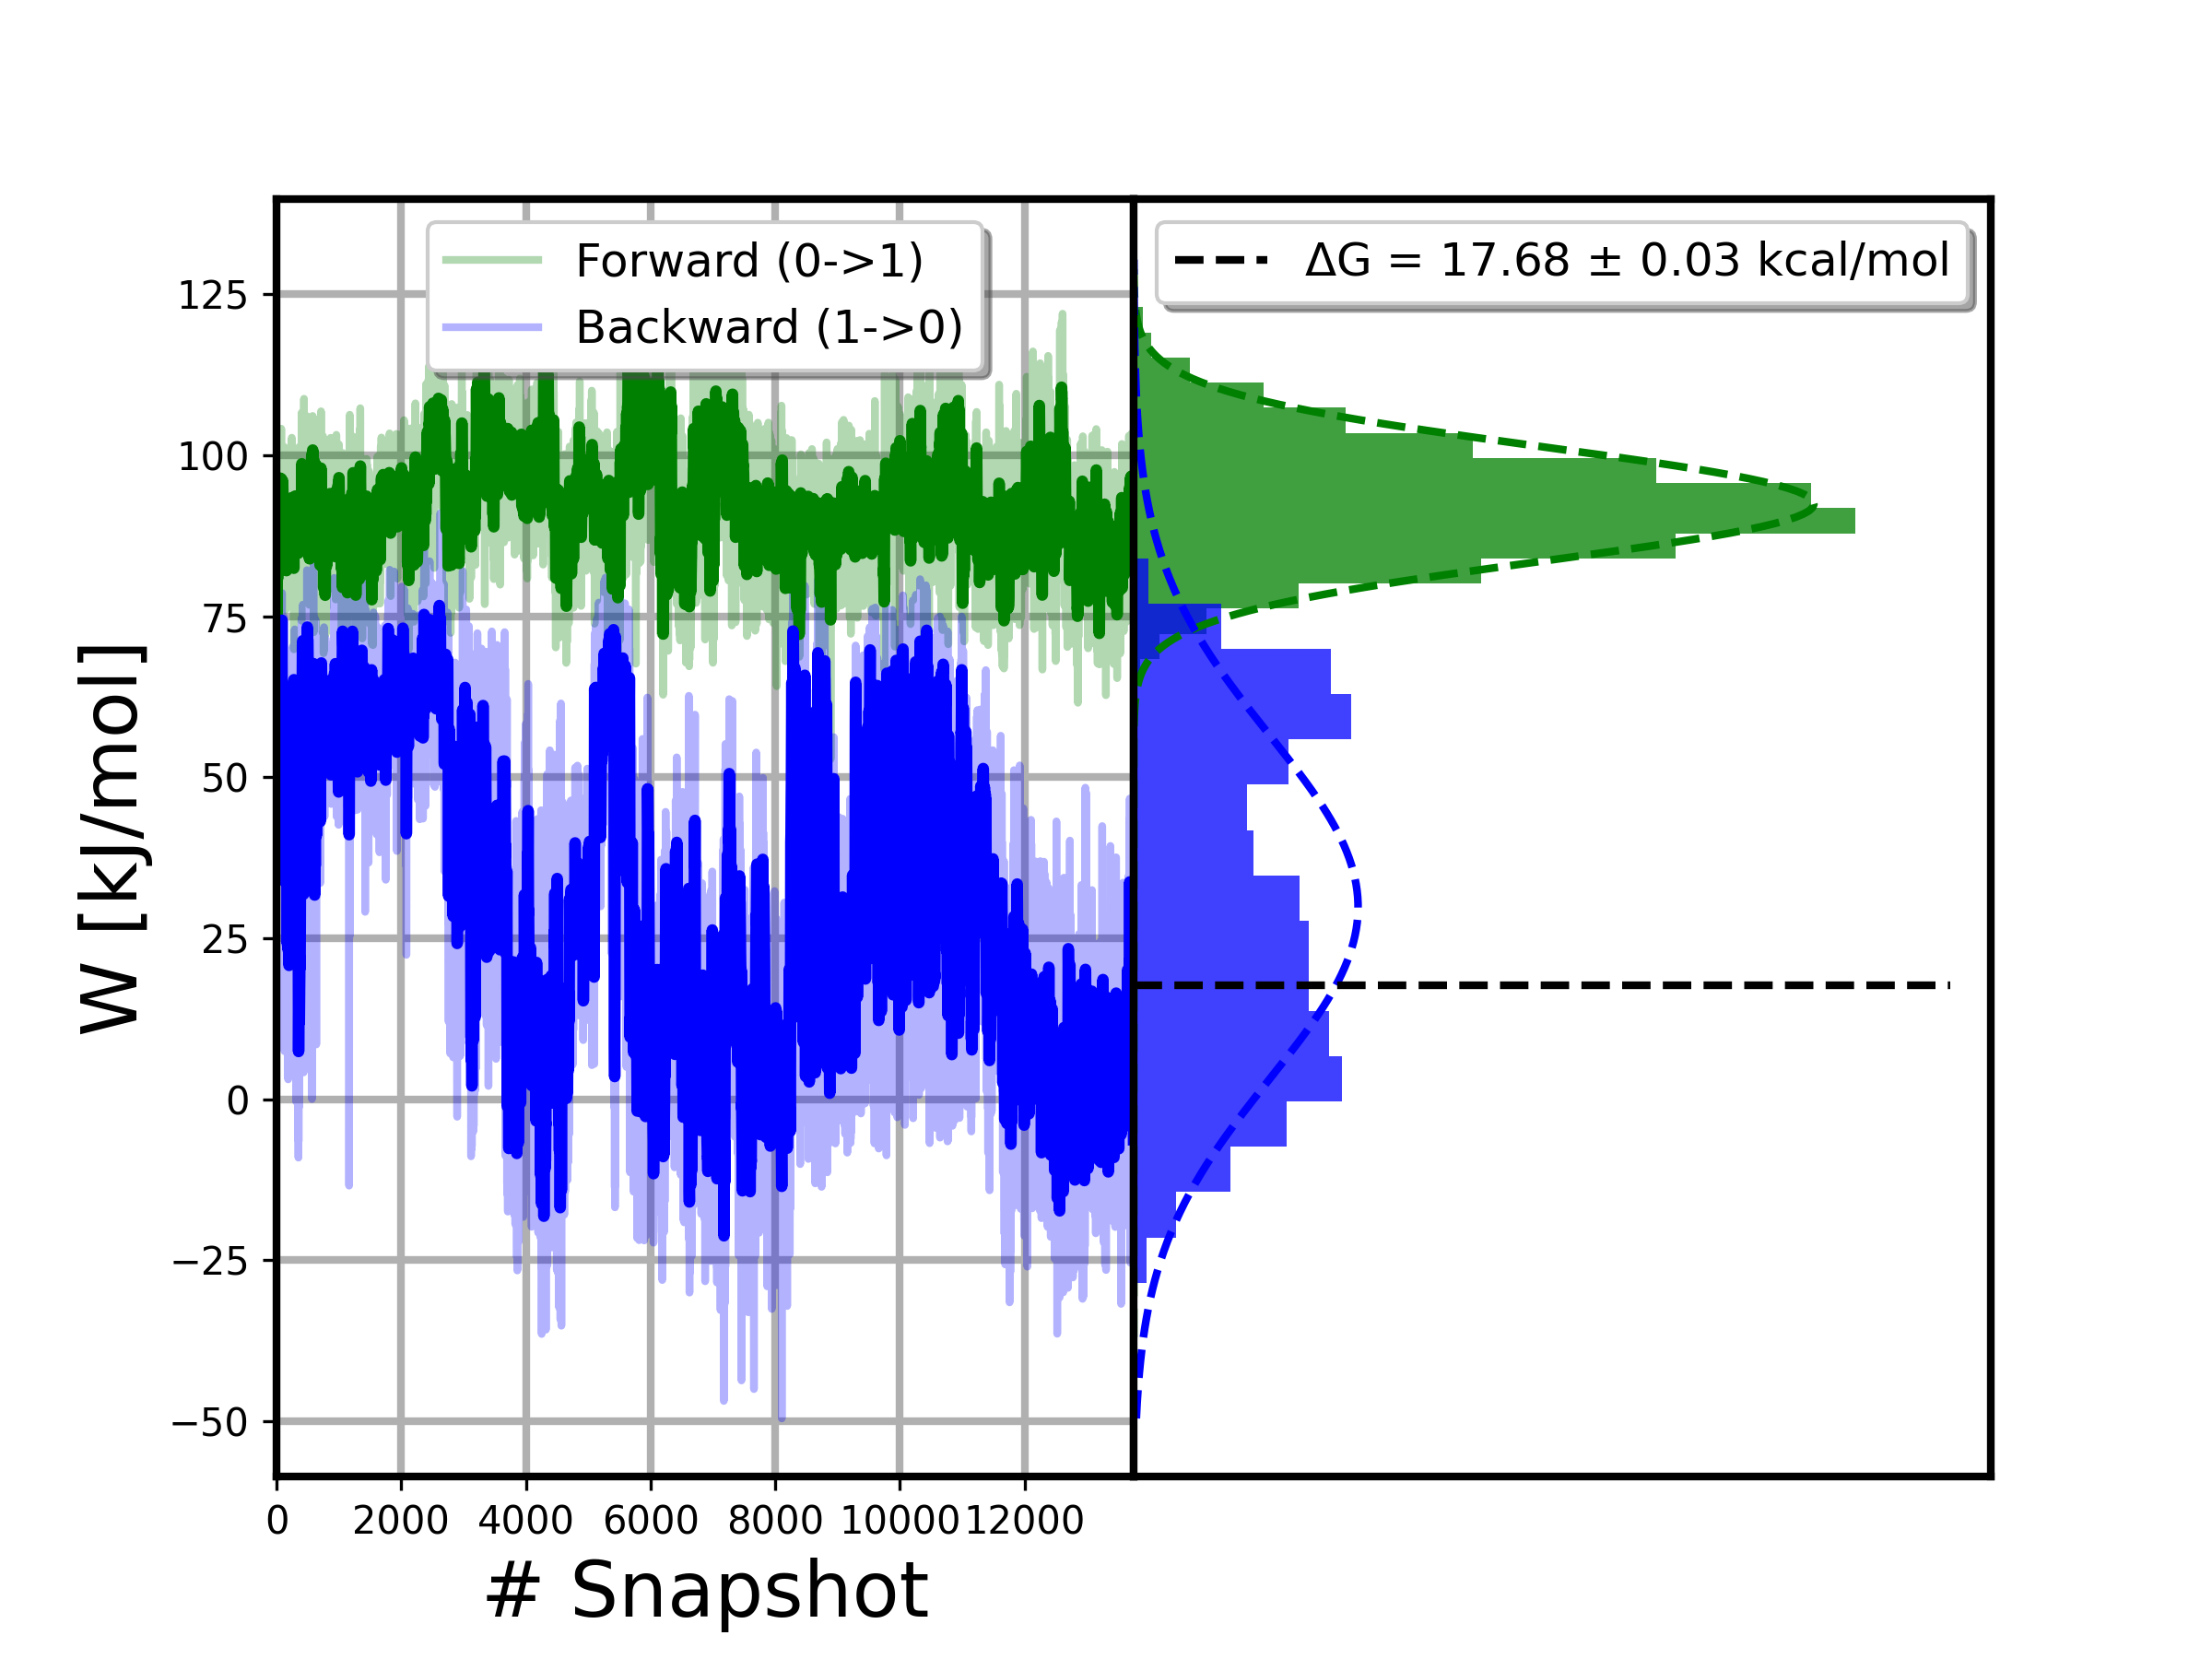 Forward (0->1)
Backward (1->0)
ΔG = 17.68 ± 0.03 kcal/mol
W [kJ/mol]
125
100
75
50
25
0
−25
−50
0 2000 4000 6000 8000 10000 12000
# Snapshot